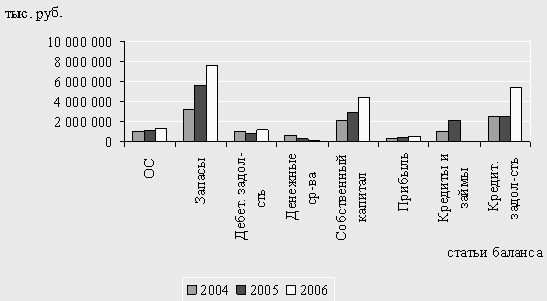 тыс. руб.
10 000 000
8 000 000
6 000 000
4 000 000
2 000 000
0
ОС
Запасы
Дебет. задол-
сть
Денежные
ср-ва
Собственный
капитал
Прибыль
Кредиты и
займы
Кредит.
задол-сть
статьи баланса
2004 2005 2006